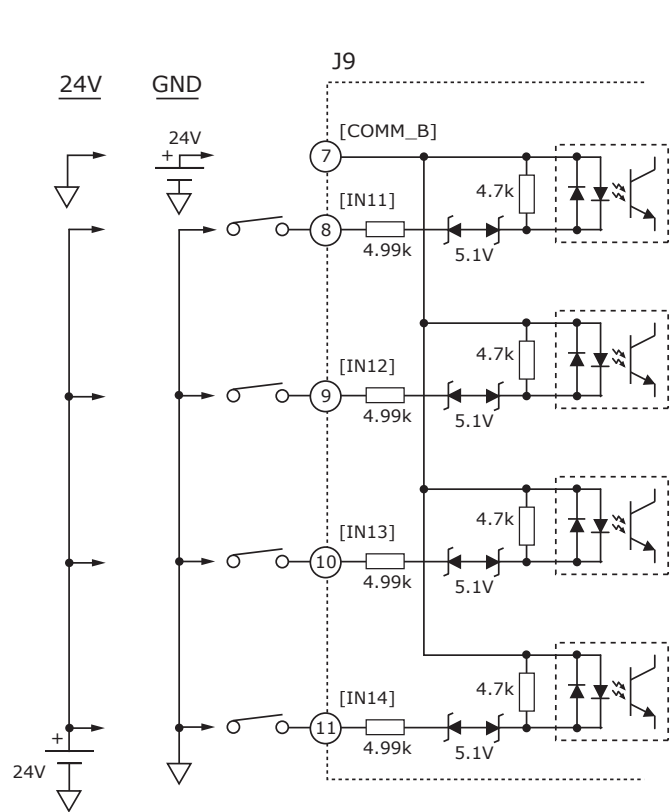 J9
24V GND
24V
+
[COMM_B]
7
4.7k
[IN11]
8
4.99k
5.1V
4.7k
[IN12]
9
4.99k
5.1V
4.7k
[IN13]
10
4.99k
5.1V
4.7k
[IN14]
11
4.99k
5.1V
+
24V